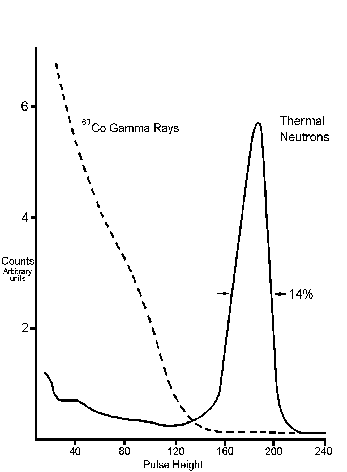 6
⁶⁰Co Gamma Rays
Thermal
Neutrons
4
Counts
Arbitrary
units
14%
2
40 80 120 160 200 240
Pulse Height